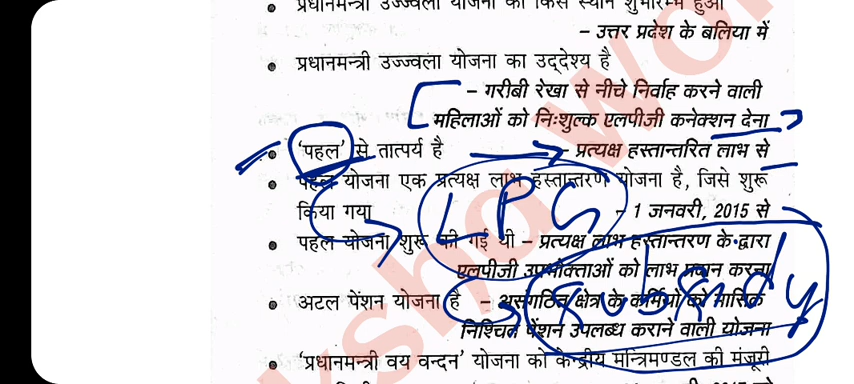 प्रधानमन्त्री उज्ज्वला योजना का किस स्थान शुभारम्भ हुआ
– उत्तर प्रदेश के बलिया में
• प्रधानमन्त्री उज्ज्वला योजना का उद्‌देश्य है
– गरीबी रेखा से नीचे निर्वाह करने वाली
महिलाओं को निःशुल्क एलपीजी कनेक्शन देना
• 'पहल' से तात्पर्य है – प्रत्यक्ष हस्तान्तरित लाभ से
• पहल योजना एक प्रत्यक्ष लाभ हस्तान्तरण योजना है, जिसे शुरू
किया गया – 1 जनवरी, 2015 से
LPG
• पहल योजना शुरू की गई थी – प्रत्यक्ष लाभ हस्तान्तरण के द्वारा
एलपीजी उपभोक्ताओं को लाभ प्रदान करना
Subsidy
• अटल पेंशन योजना है – असंगठित क्षेत्र के कर्मियों को मासिक
निश्चित पेंशन उपलब्ध कराने वाली योजना
• 'प्रधानमन्त्री वय वन्दन' योजना को केन्द्रीय मन्त्रिमण्डल की मंजूरी